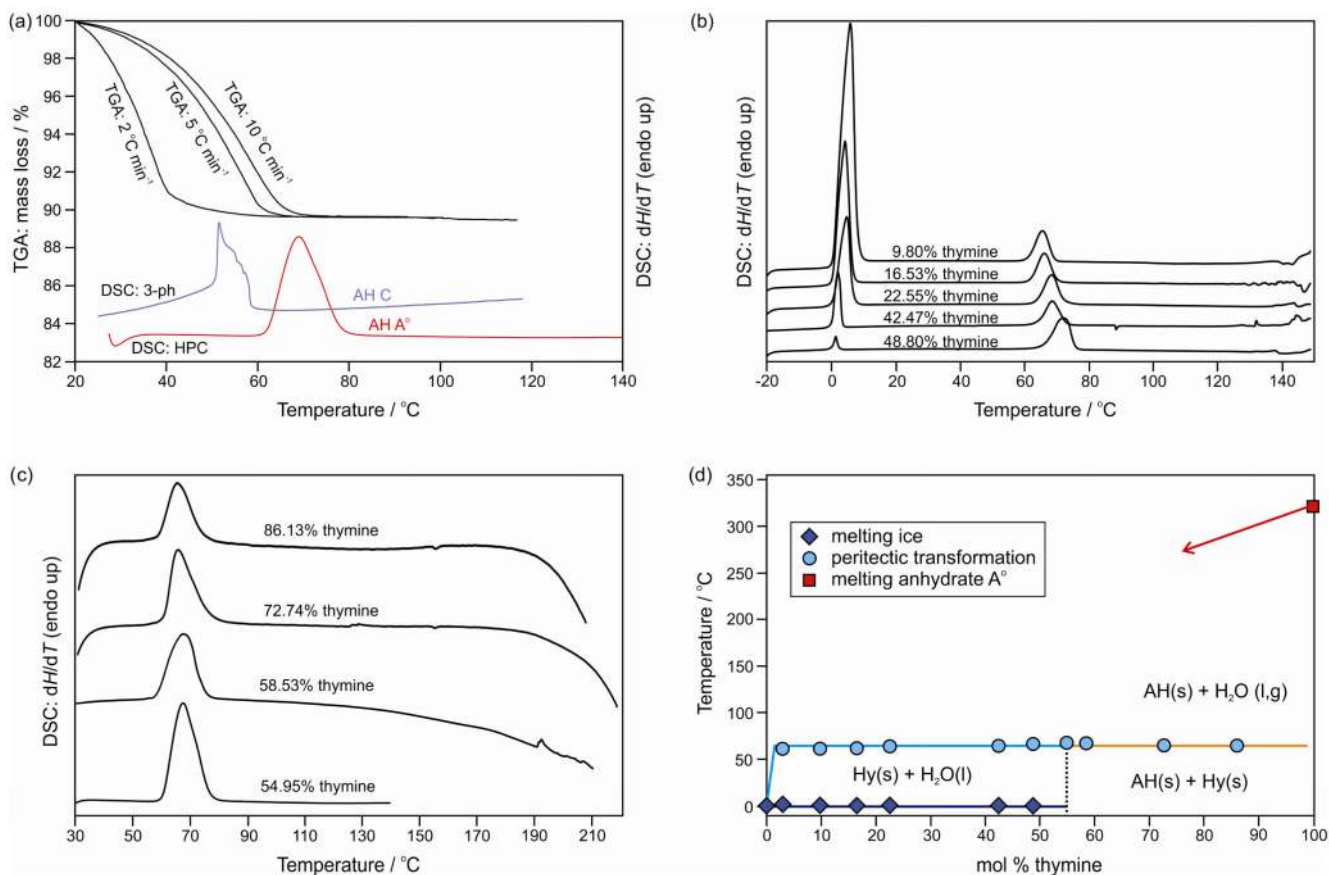 (a)
100
98
96
94
92
90
88
86
84
82
TGA: mass loss / %
TGA: 2 °C min⁻¹
TGA: 5 °C min⁻¹
TGA: 10 °C min⁻¹
DSC: 3-ph
AH C
AH A°
DSC: HPC
DSC: dH/dT (endo up)
20 40 60 80 100 120 140
Temperature / °C
(b)
DSC: dH/dT (endo up)
9.80% thymine
16.53% thymine
22.55% thymine
42.47% thymine
48.80% thymine
-20 0 20 40 60 80 100 120 140
Temperature / °C
(c)
DSC: dH/dT (endo up)
86.13% thymine
72.74% thymine
58.53% thymine
54.95% thymine
30 50 70 90 110 130 150 170 190 210
Temperature / °C
(d)
350
300
250
200
150
100
50
0
Temperature / °C
melting ice
peritectic transformation
melting anhydrate A°
AH(s) + H₂O (l,g)
Hy(s) + H₂O(l)
AH(s) + Hy(s)
0 10 20 30 40 50 60 70 80 90 100
mol % thymine